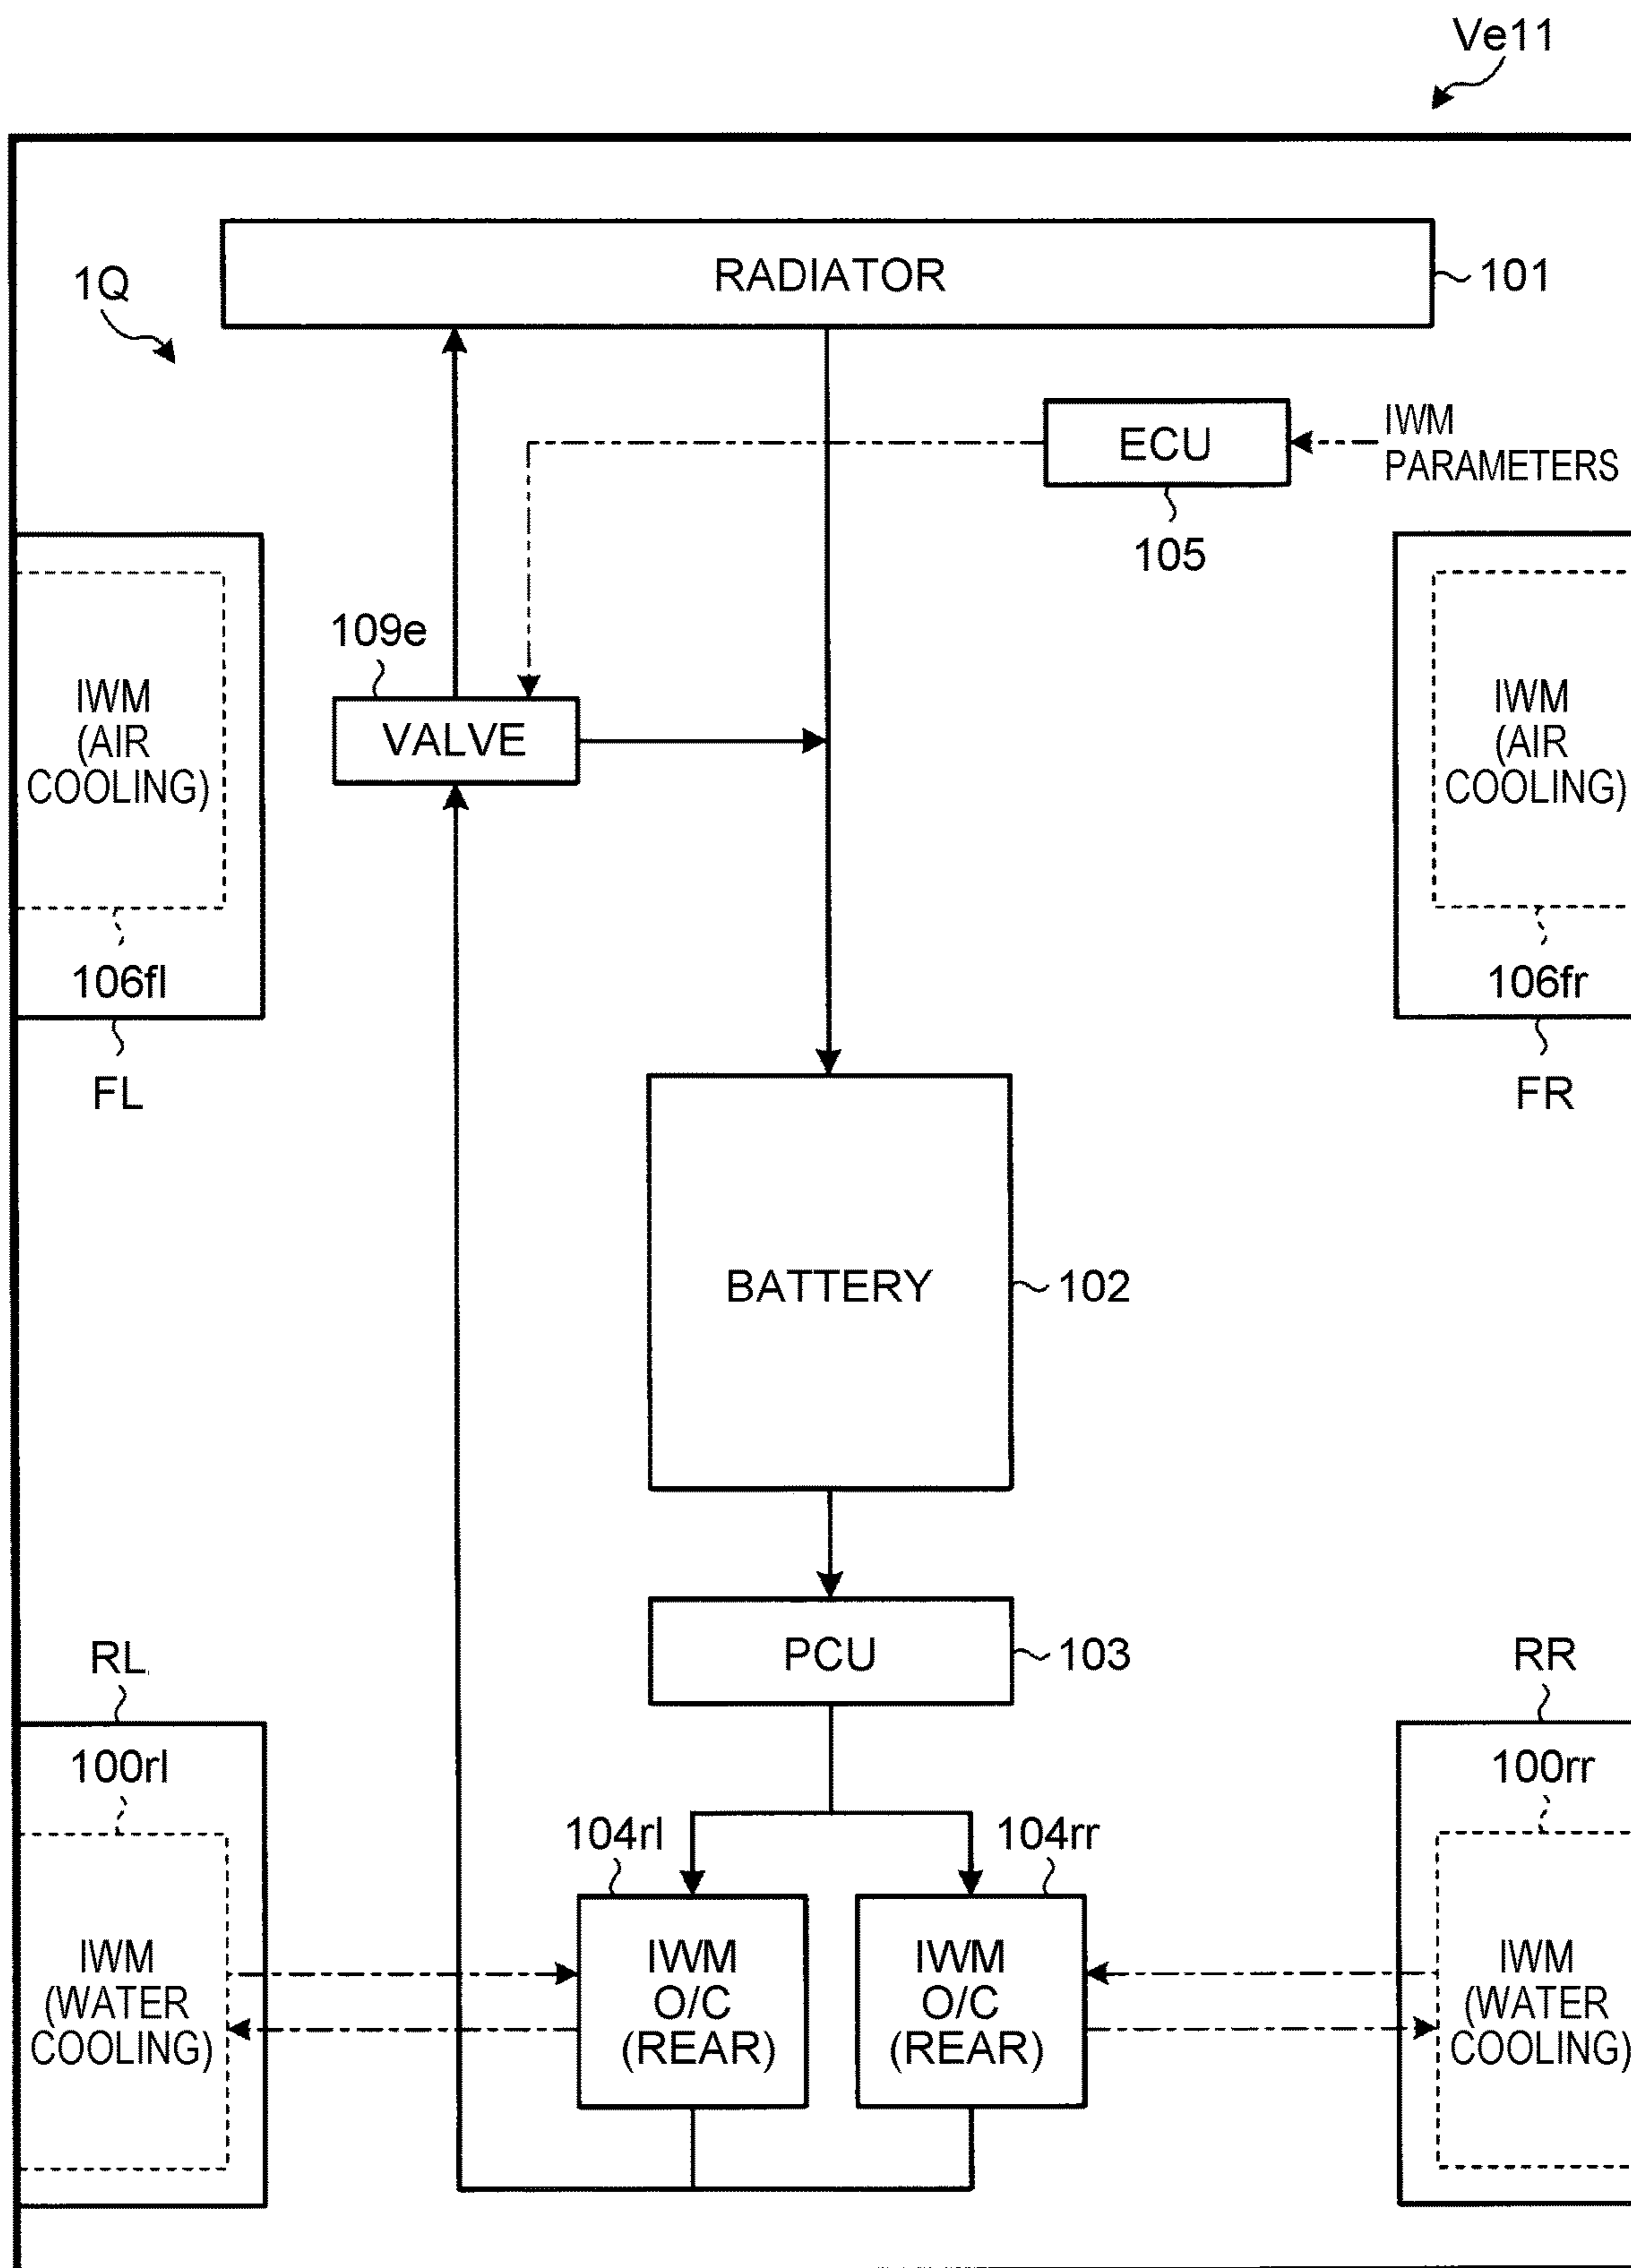 Ve11
RADIATOR
101
1Q
ECU
IWM
PARAMETERS
105
109e
VALVE
IWM
(AIR
COOLING)
106fl
FL
IWM
(AIR
COOLING)
106fr
FR
BATTERY
102
PCU
103
RL
100rl
IWM
(WATER
COOLING)
RR
100rr
IWM
(WATER
COOLING)
104rl
IWM
O/C
(REAR)
104rr
IWM
O/C
(REAR)